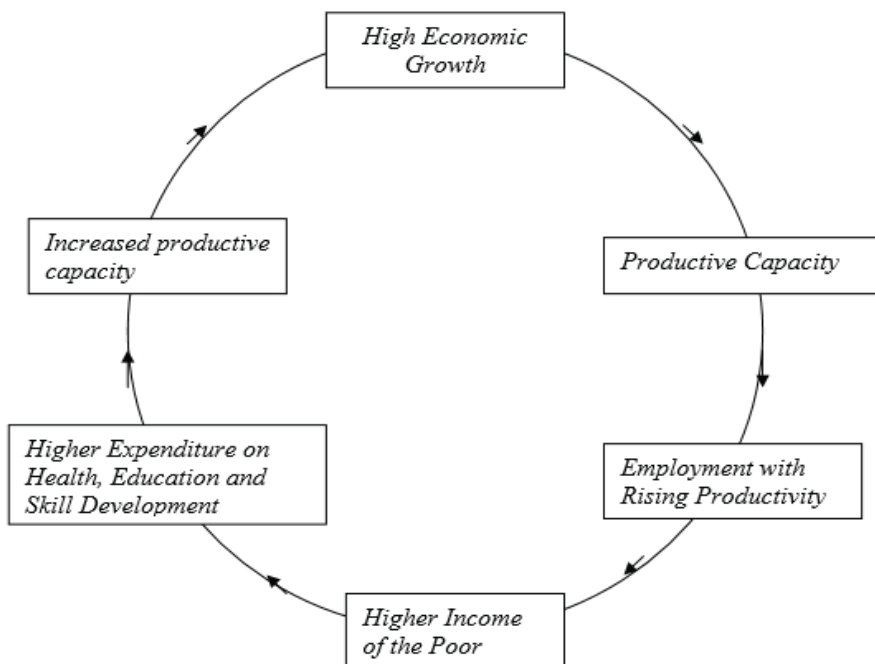 High Economic
Growth
Increased productive
capacity
Productive Capacity
Higher Expenditure on
Health, Education and
Skill Development
Employment with
Rising Productivity
Higher Income
of the Poor